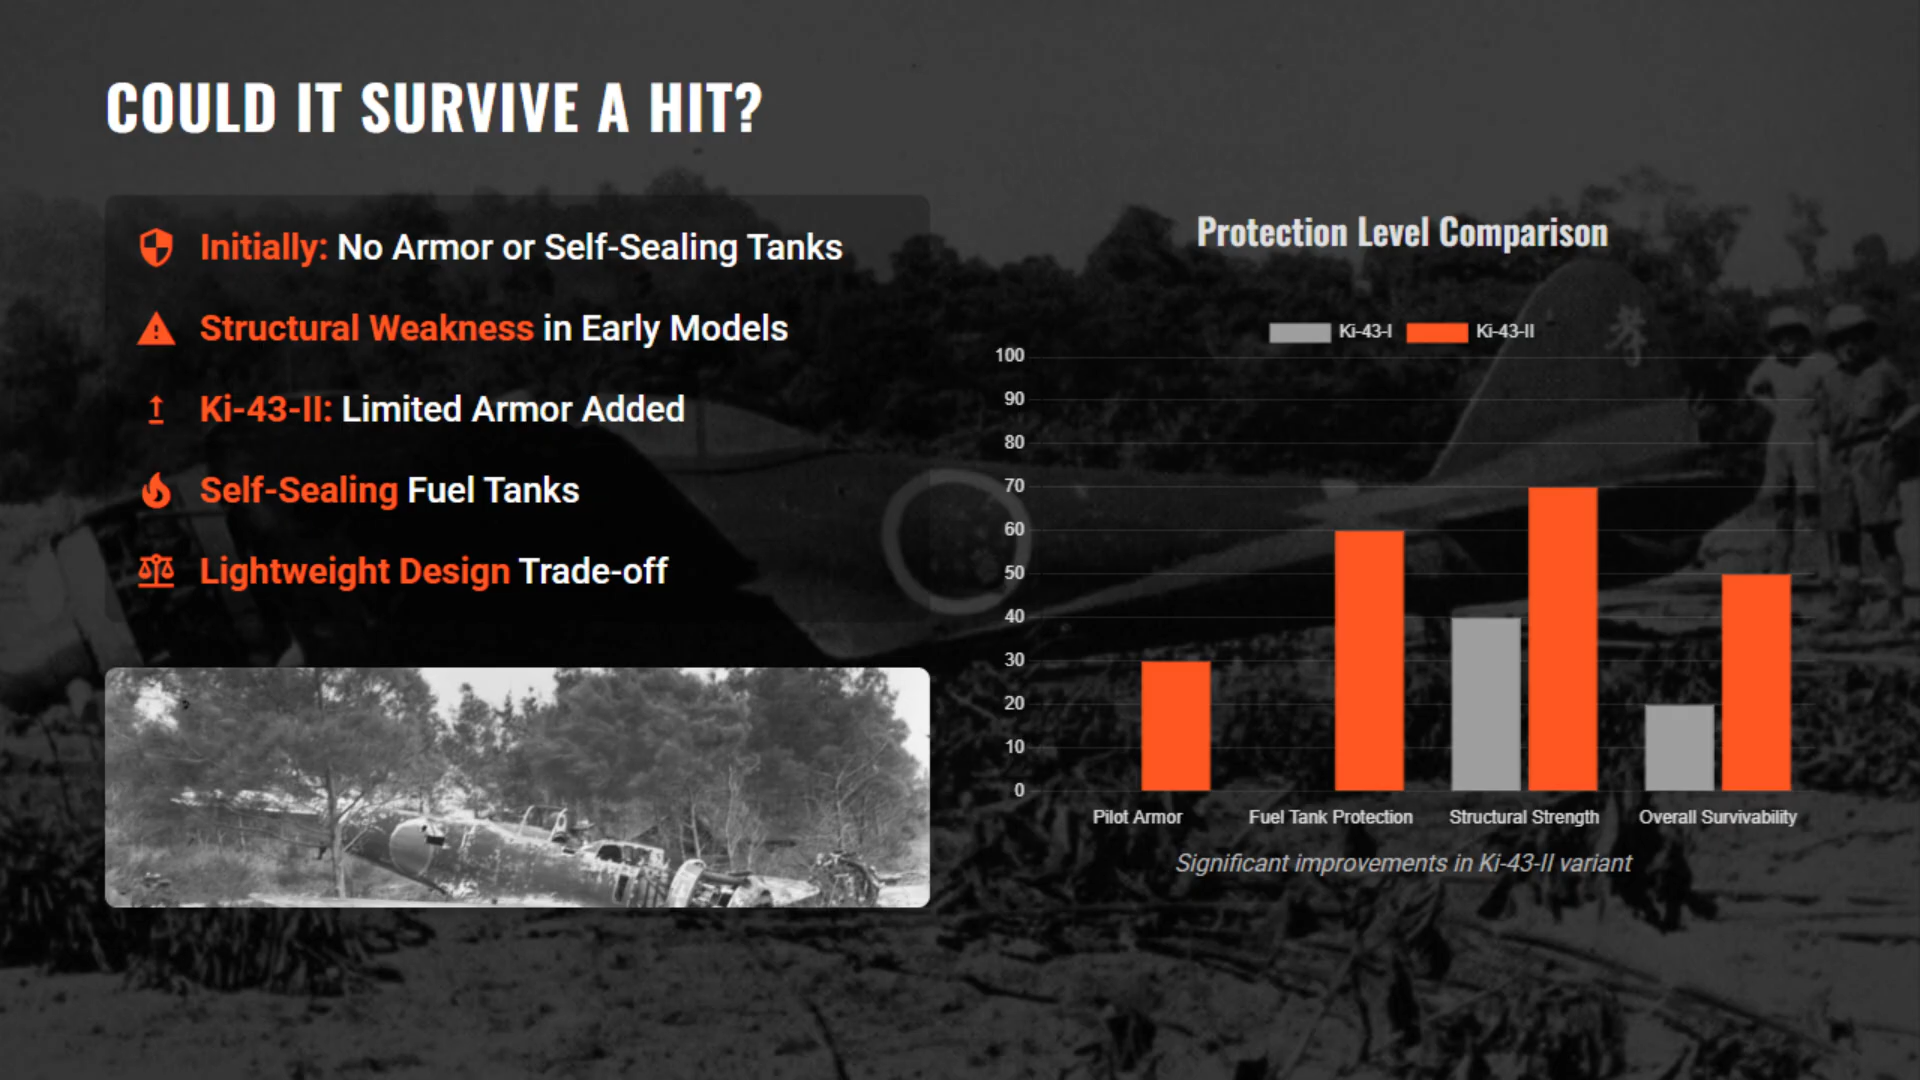 COULD IT SURVIVE A HIT?
Initially: No Armor or Self-Sealing Tanks
Structural Weakness in Early Models
Ki-43-II: Limited Armor Added
Self-Sealing Fuel Tanks
Lightweight Design Trade-off
Protection Level Comparison
Ki-43-I Ki-43-II
100
90
80
70
60
50
40
30
20
10
0
Pilot Armor Fuel Tank Protection Structural Strength Overall Survivability
Significant improvements in Ki-43-II variant